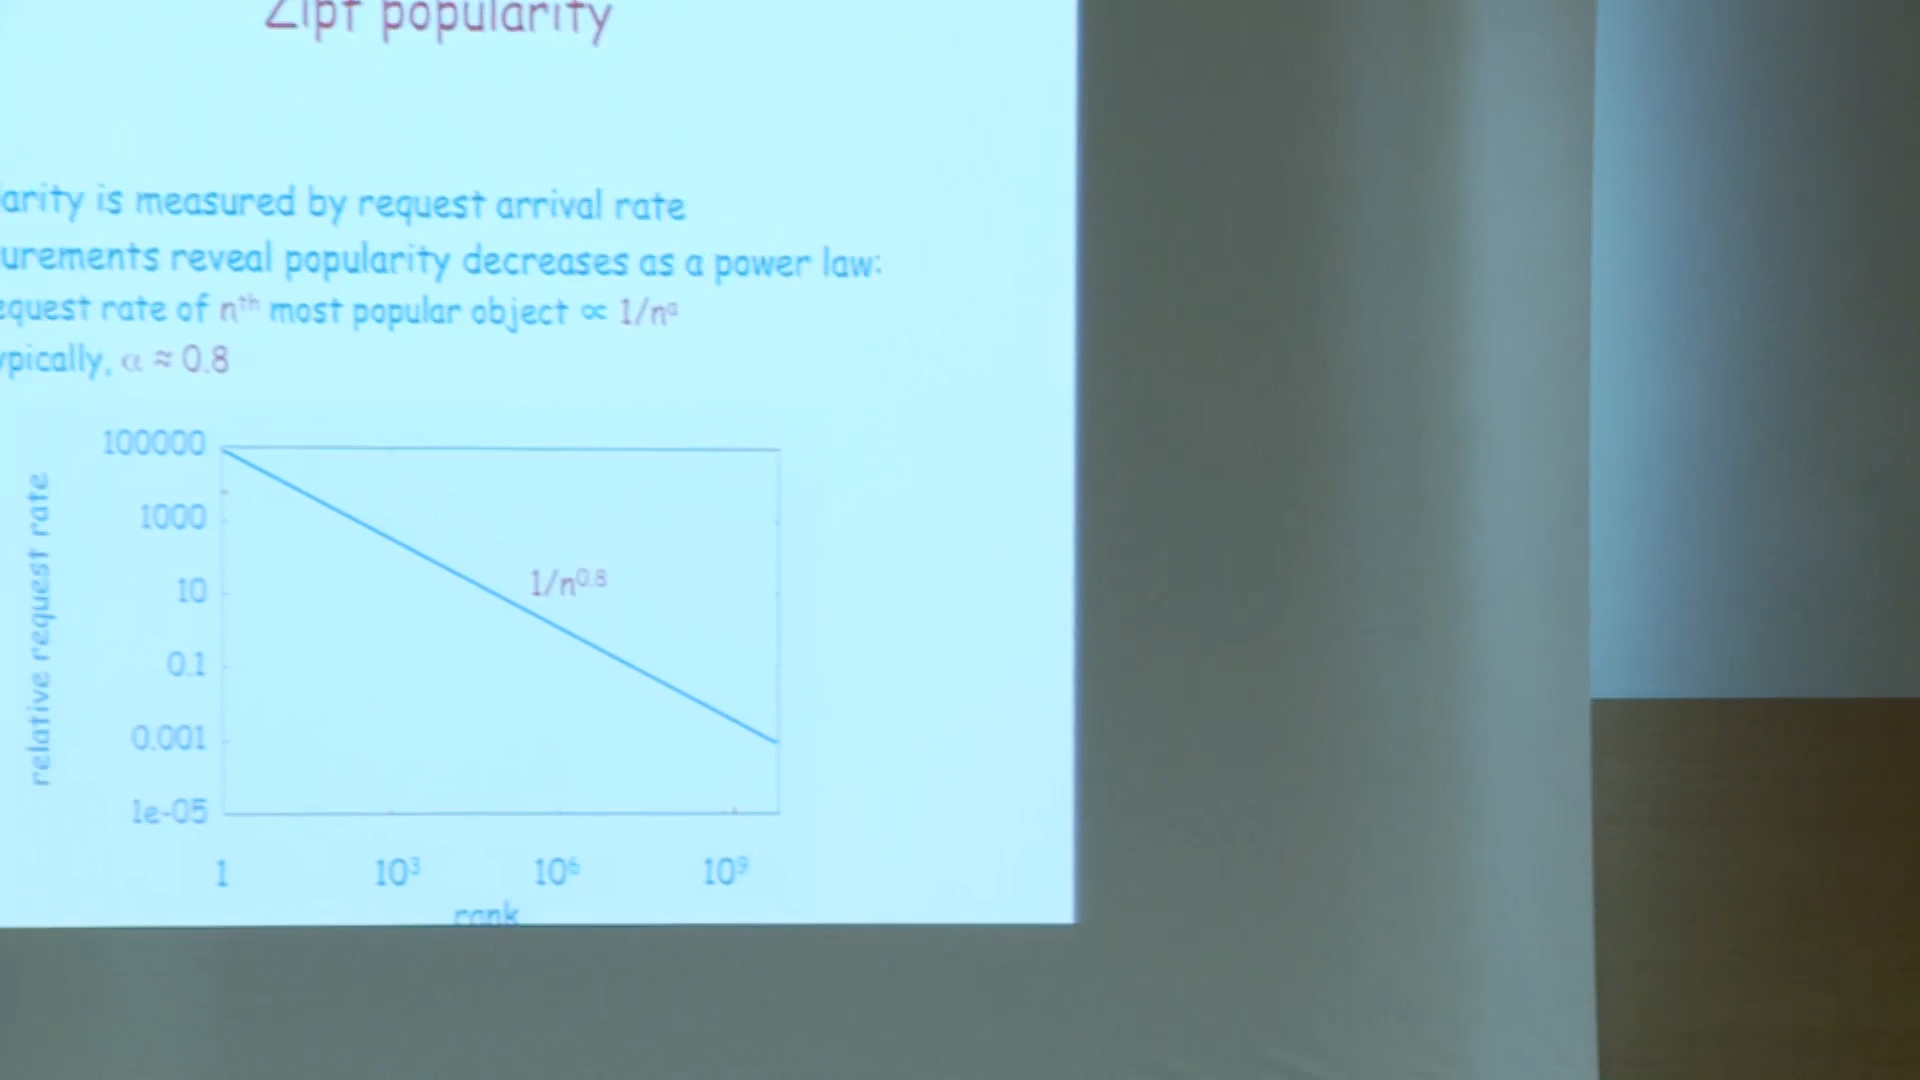 Zipf popularity
larity is measured by request arrival rate
urements reveal popularity decreases as a power law:
equest rate of nᵗʰ most popular object ∝ 1/nᵅ
ypically, α ≈ 0.8
100000
1000
10
0.1
0.001
1e-05
relative request rate
1/n⁰·⁸
1 10³ 10⁶ 10⁹
rank